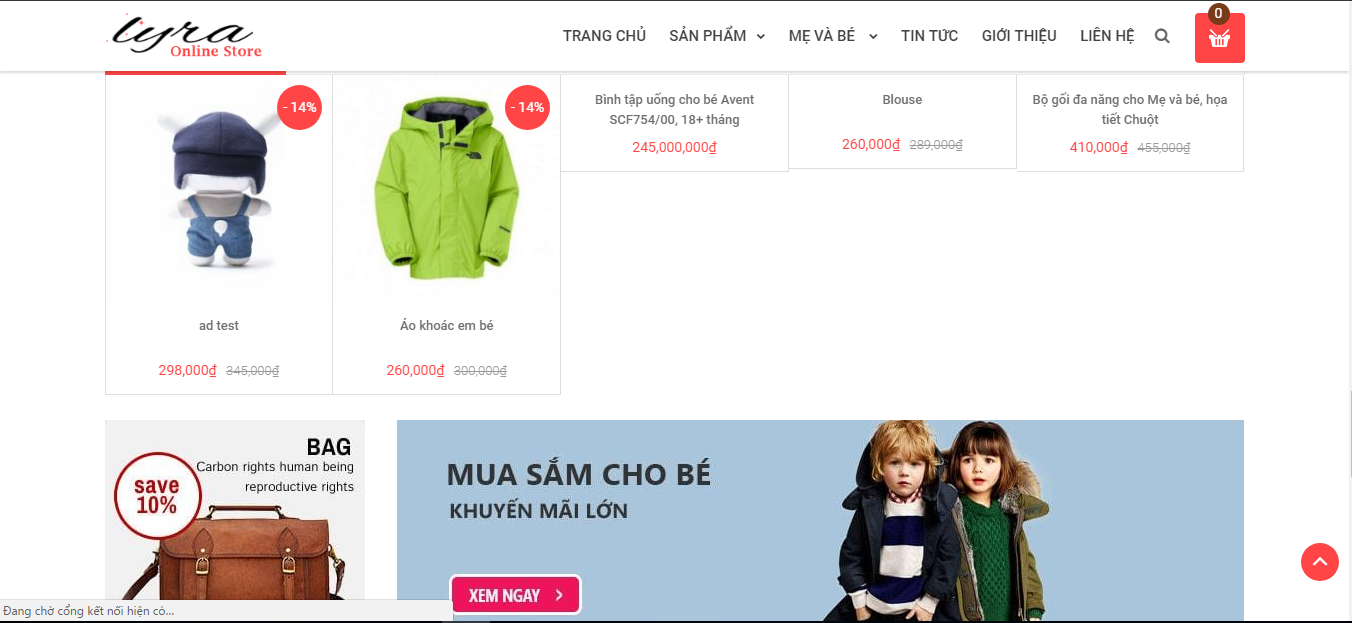 lyra
Online Store
TRANG CHỦ SẢN PHẨM MẸ VÀ BÉ TIN TỨC GIỚI THIỆU LIÊN HỆ
0
- 14%
- 14%
ad test
298,000₫ 345,000₫
Áo khoác em bé
260,000₫ 300,000₫
Bình tập uống cho bé Avent
SCF754/00, 18+ tháng
245,000,000₫
Blouse
260,000₫ 289,000₫
Bộ gối đa năng cho Mẹ và bé, họa
tiết Chuột
410,000₫ 455,000₫
BAG
Carbon rights human being
reproductive rights
save
10%
MUA SẮM CHO BÉ
KHUYẾN MÃI LỚN
XEM NGAY
Đang chờ cổng kết nối hiện có...